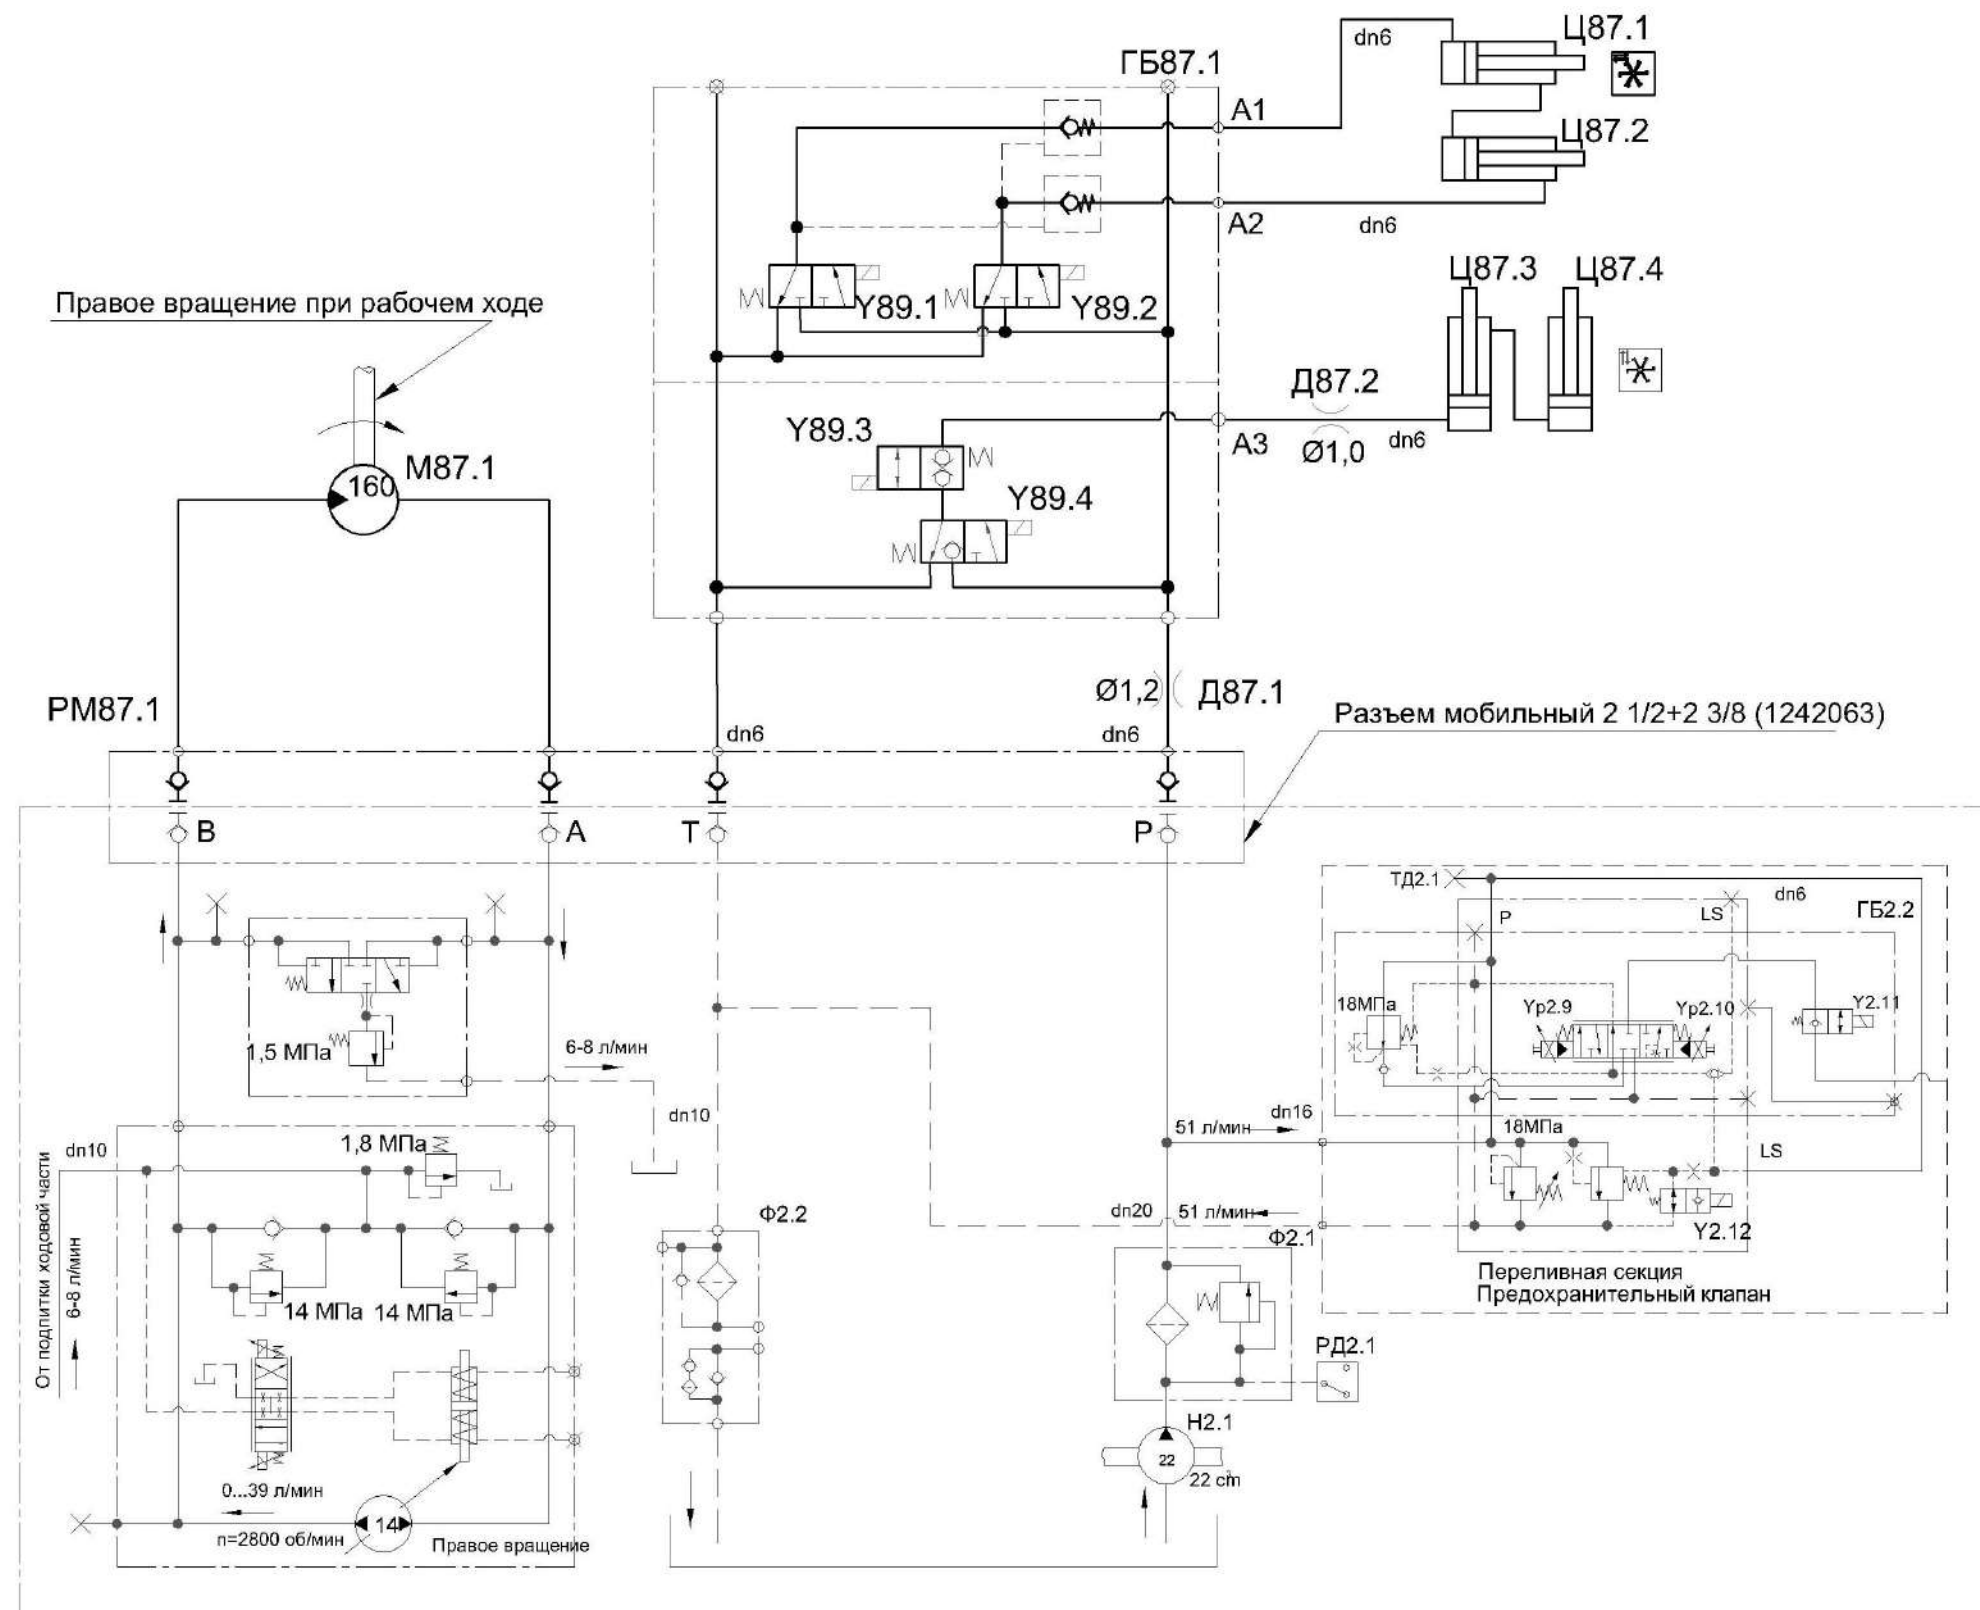 Ц87.1
dn6
ГБ87.1
A1
Ц87.2
A2
dn6
Ц87.3
Ц87.4
Y89.1
Y89.2
Правое вращение при рабочем ходе
Д87.2
Y89.3
A3
Ø1,0
dn6
М87.1
160
Y89.4
РМ87.1
Ø1,2
Д87.1
dn6
dn6
Разъем мобильный 2 1/2+2 3/8 (1242063)
B
A
T
P
ТД2.1
dn6
P
LS
ГБ2.2
18МПа
Yp2.9
Yp2.10
Y2.11
1,5 МПа
6-8 л/мин
dn10
dn16
51 л/мин
18МПа
1,8 МПа
dn10
LS
dn20
51 л/мин
Ф2.2
Ф2.1
Y2.12
От подпитки ходовой части
6-8 л/мин
Переливная секция
Предохранительный клапан
14 МПа
14 МПа
РД2.1
Н2.1
22
22 cm³
0...39 л/мин
14
n=2800 об/мин
Правое вращение